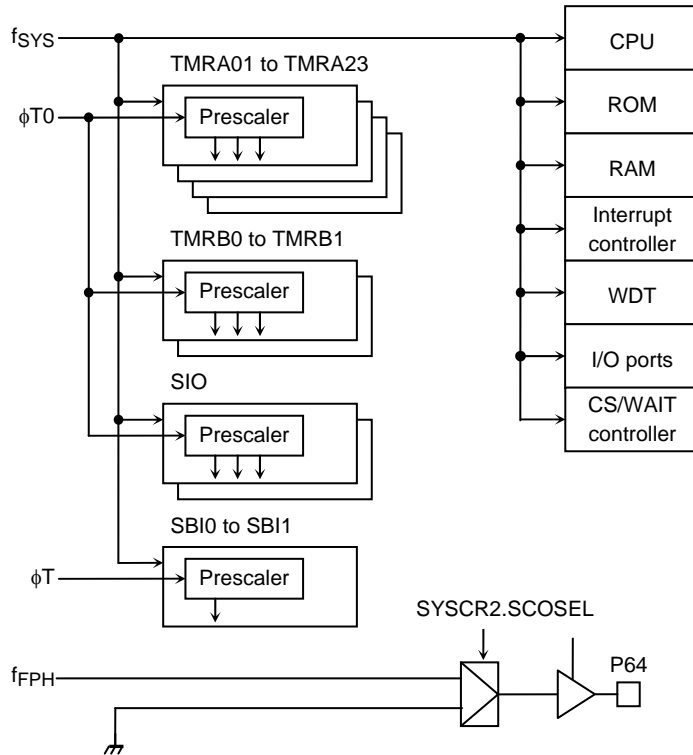 fSYS
CPU
TMRA01 to TMRA23
ϕT0
Prescaler
ROM
RAM
Interrupt
controller
TMRB0 to TMRB1
Prescaler
WDT
I/O ports
SIO
CS/WAIT
controller
Prescaler
SBI0 to SBI1
ϕT
Prescaler
SYSCR2.SCOSEL
P64
fFPH